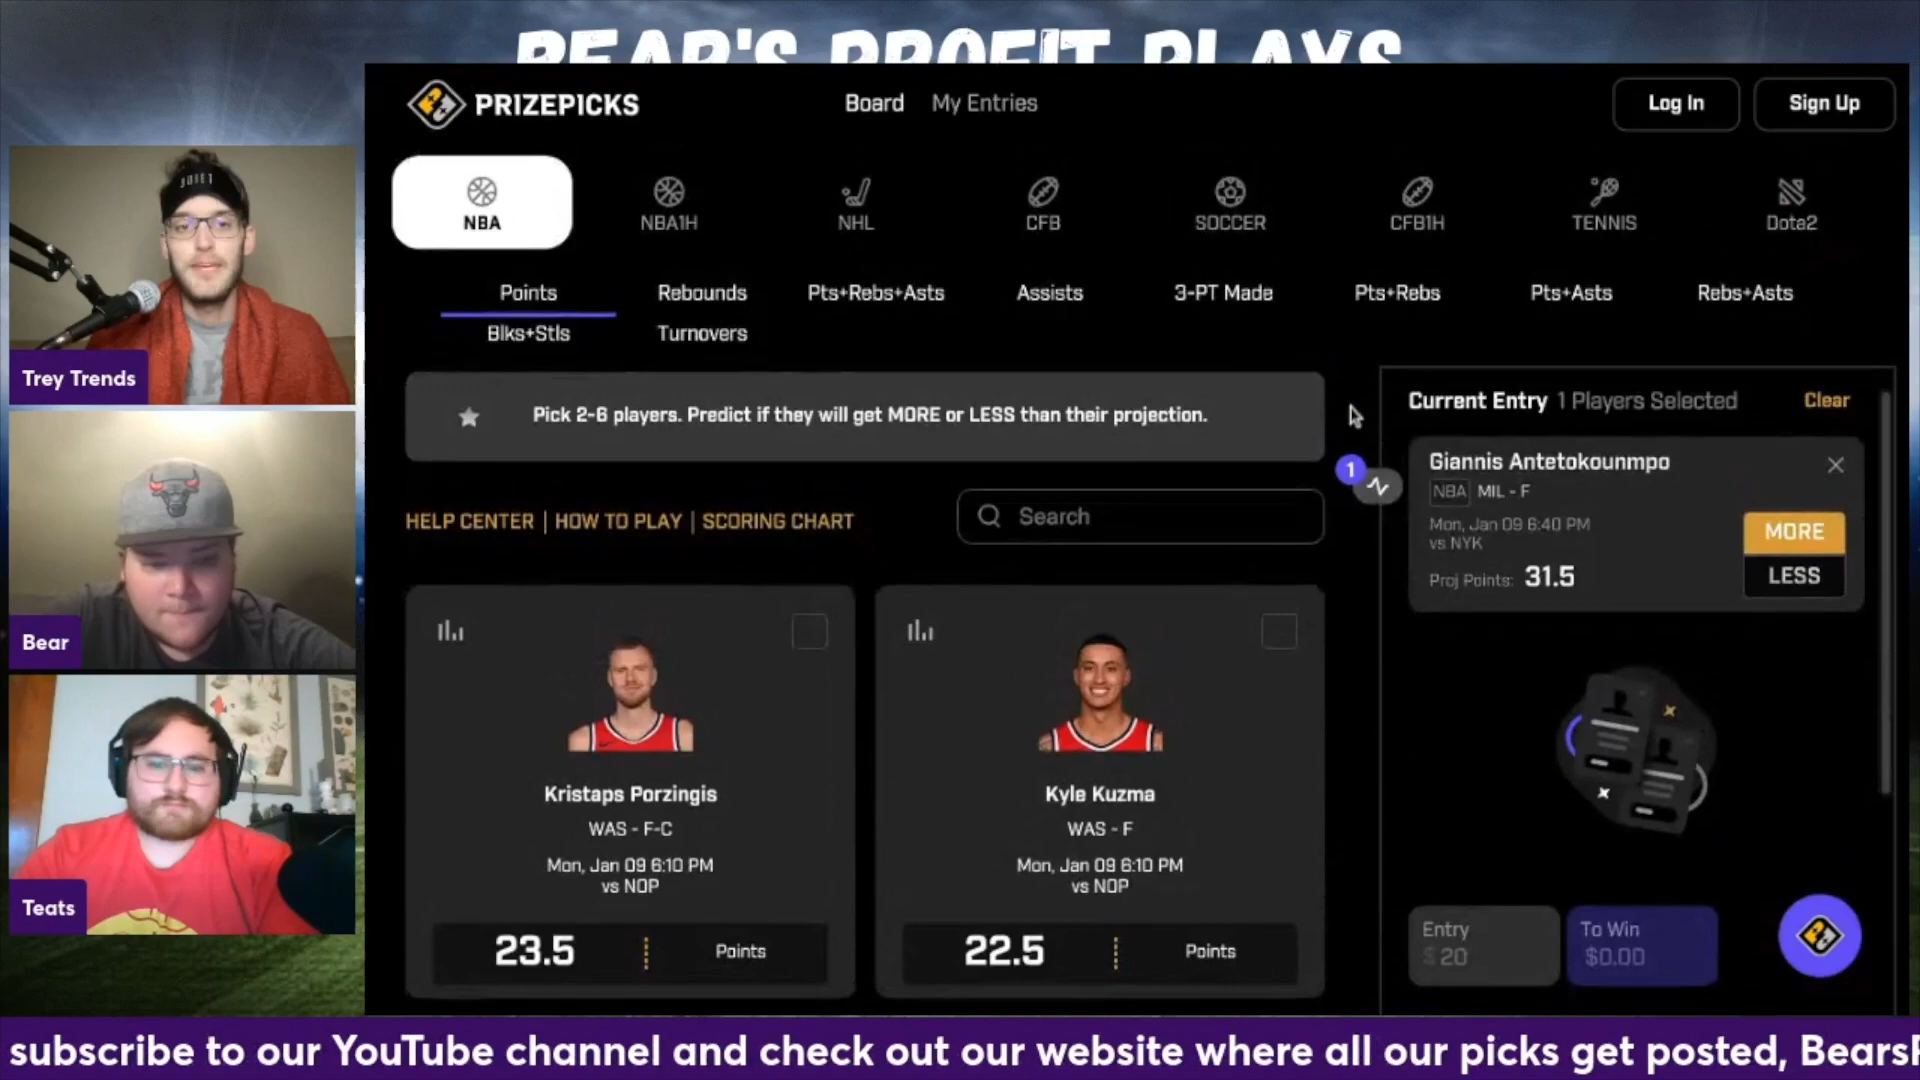 BEAR'S PROFIT PLAYS
PRIZEPICKS
Board
My Entries
Log In
Sign Up
NBA
NBA1H
NHL
CFB
SOCCER
CFB1H
TENNIS
Dota2
Points
Rebounds
Pts+Rebs+Asts
Assists
3-PT Made
Pts+Rebs
Pts+Asts
Rebs+Asts
Blks+Stls
Turnovers
Pick 2-6 players. Predict if they will get MORE or LESS than their projection.
HELP CENTER | HOW TO PLAY | SCORING CHART
Search
Kristaps Porzingis
WAS - F-C
Mon, Jan 09 6:10 PM
vs NOP
23.5
Points
Kyle Kuzma
WAS - F
Mon, Jan 09 6:10 PM
vs NOP
22.5
Points
1
Current Entry 1 Players Selected
Clear
Giannis Antetokounmpo
NBA MIL - F
Mon, Jan 09 6:40 PM
vs NYK
Proj Points: 31.5
MORE
LESS
Entry
$ 20
To Win
$0.00
Trey Trends
Bear
Teats
subscribe to our YouTube channel and check out our website where all our picks get posted,